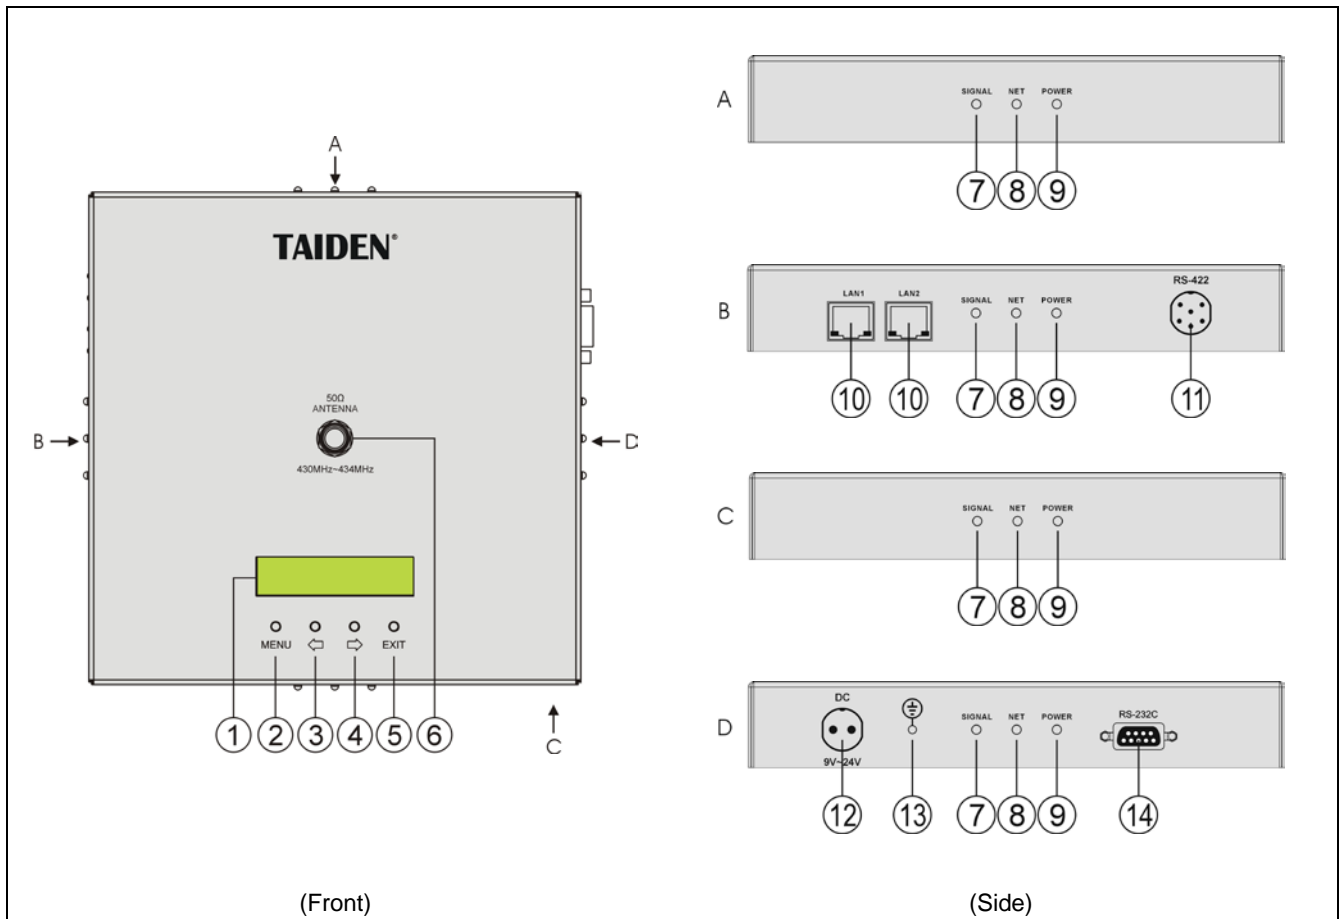 A
TAIDEN®
50Ω
ANTENNA
430MHz~434MHz
B
D
MENU
EXIT
1 2 3 4 5 6
C
(Front)
A
SIGNAL NET POWER
7 8 9
B
LAN1 LAN2 SIGNAL NET POWER RS-422
10 10 7 8 9 11
C
SIGNAL NET POWER
7 8 9
D
DC
SIGNAL NET POWER RS-232C
9V~24V
12 13 7 8 9 14
(Side)